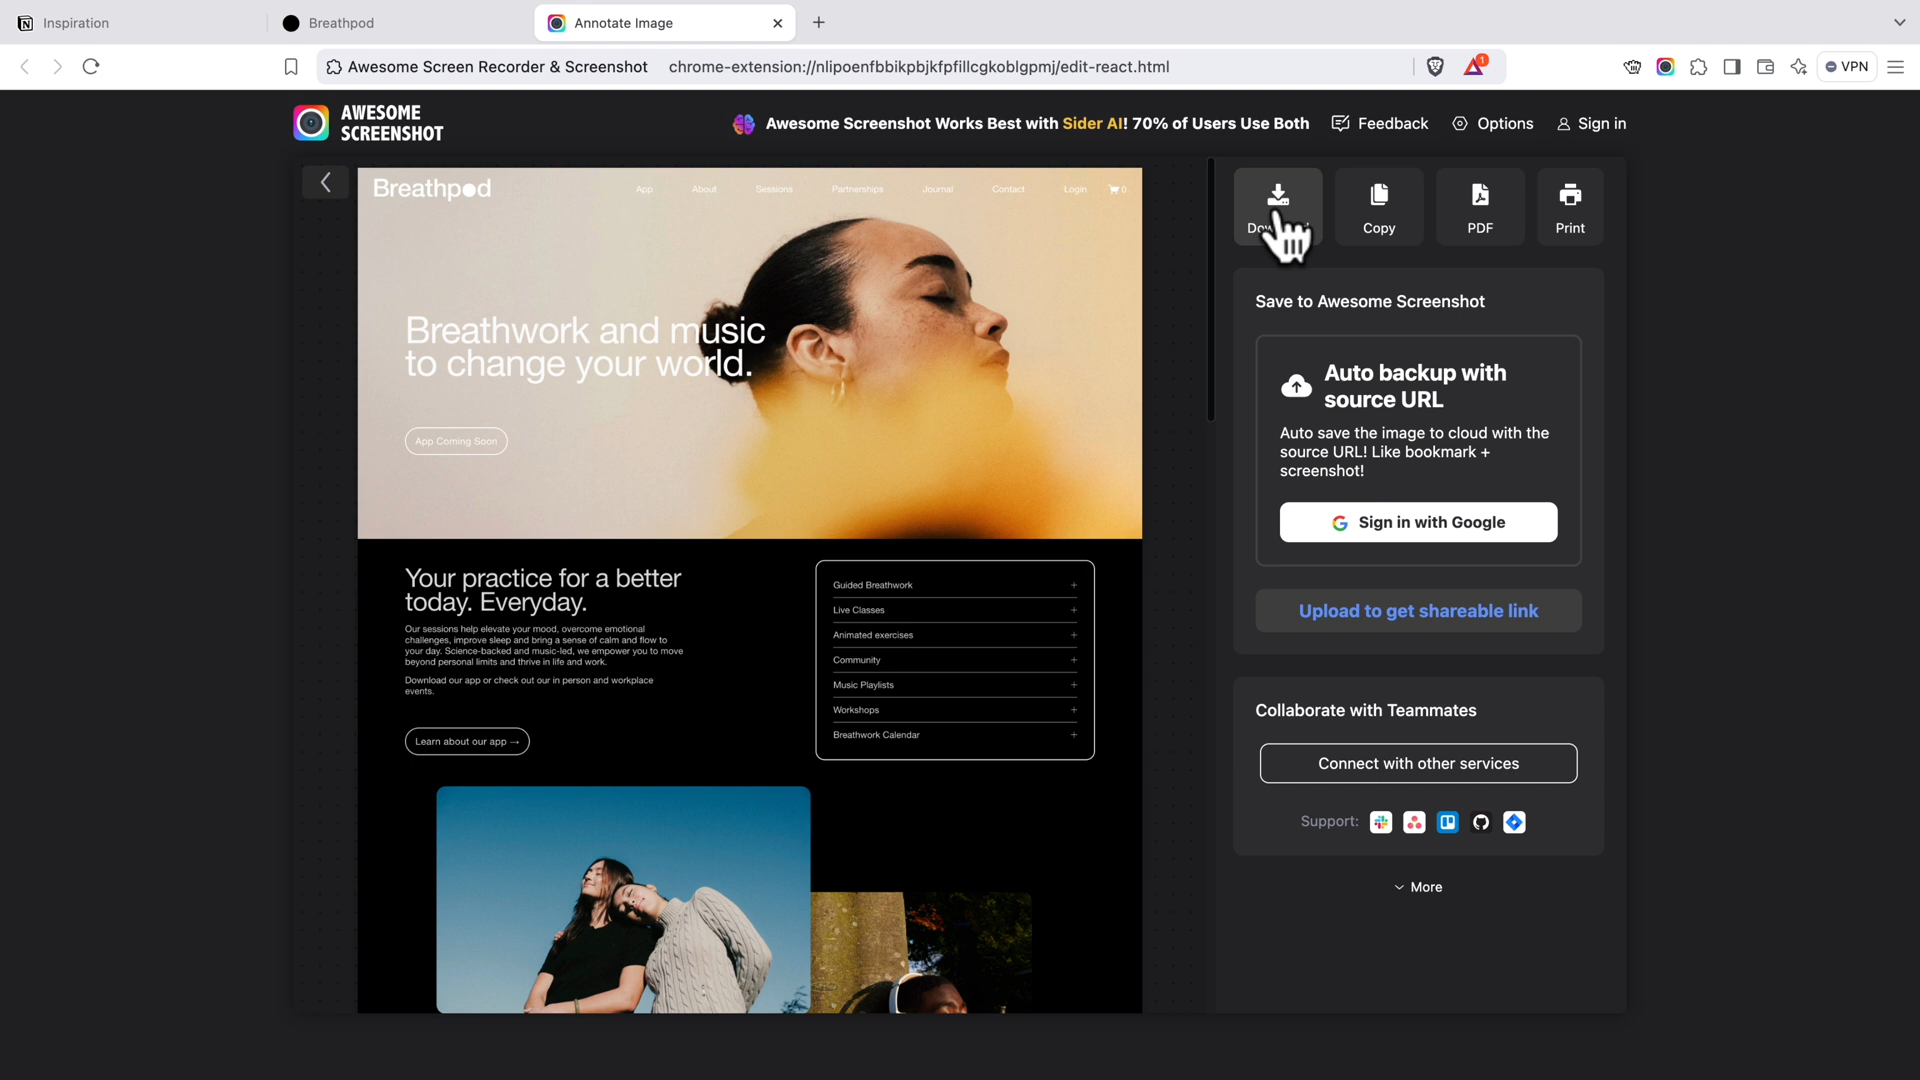 Inspiration
Breathpod
Annotate Image
Awesome Screen Recorder & Screenshot chrome-extension://nlipoenfbbikpbjkfpfillcgkoblgpmj/edit-react.html
1
VPN
AWESOME
SCREENSHOT
Awesome Screenshot Works Best with Sider AI! 70% of Users Use Both
Feedback
Options
Sign in
Breathpod
App
About
Sessions
Partnerships
Journal
Contact
Login
0
Breathwork and music
to change your world.
App Coming Soon
Your practice for a better
today. Everyday.
Our sessions help elevate your mood, overcome emotional
challenges, improve sleep and bring a sense of calm and flow to
your day. Science-backed and music-led, we empower you to move
beyond personal limits and thrive in life and work.
Download our app or check out our in person and workplace
events.
Learn about our app →
Guided Breathwork +
Live Classes +
Animated exercises +
Community +
Music Playlists +
Workshops +
Breathwork Calendar +
Copy
PDF
Print
Save to Awesome Screenshot
Auto backup with
source URL
Auto save the image to cloud with the
source URL! Like bookmark +
screenshot!
Sign in with Google
Upload to get shareable link
Collaborate with Teammates
Connect with other services
Support:
More